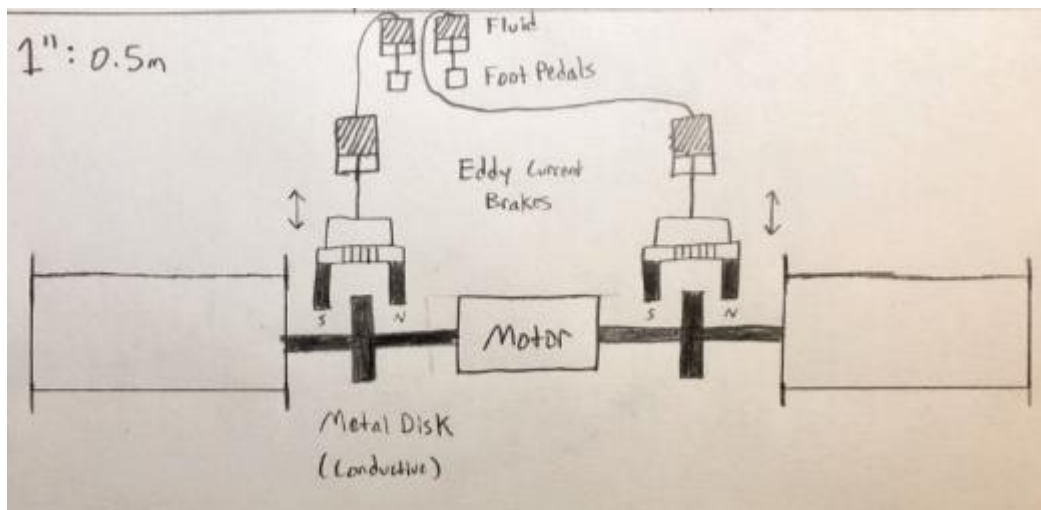 1": 0.5m
Fluid
Foot Pedals
Eddy Current
Brakes
S
N
S
N
Motor
Metal Disk
(Conductive)